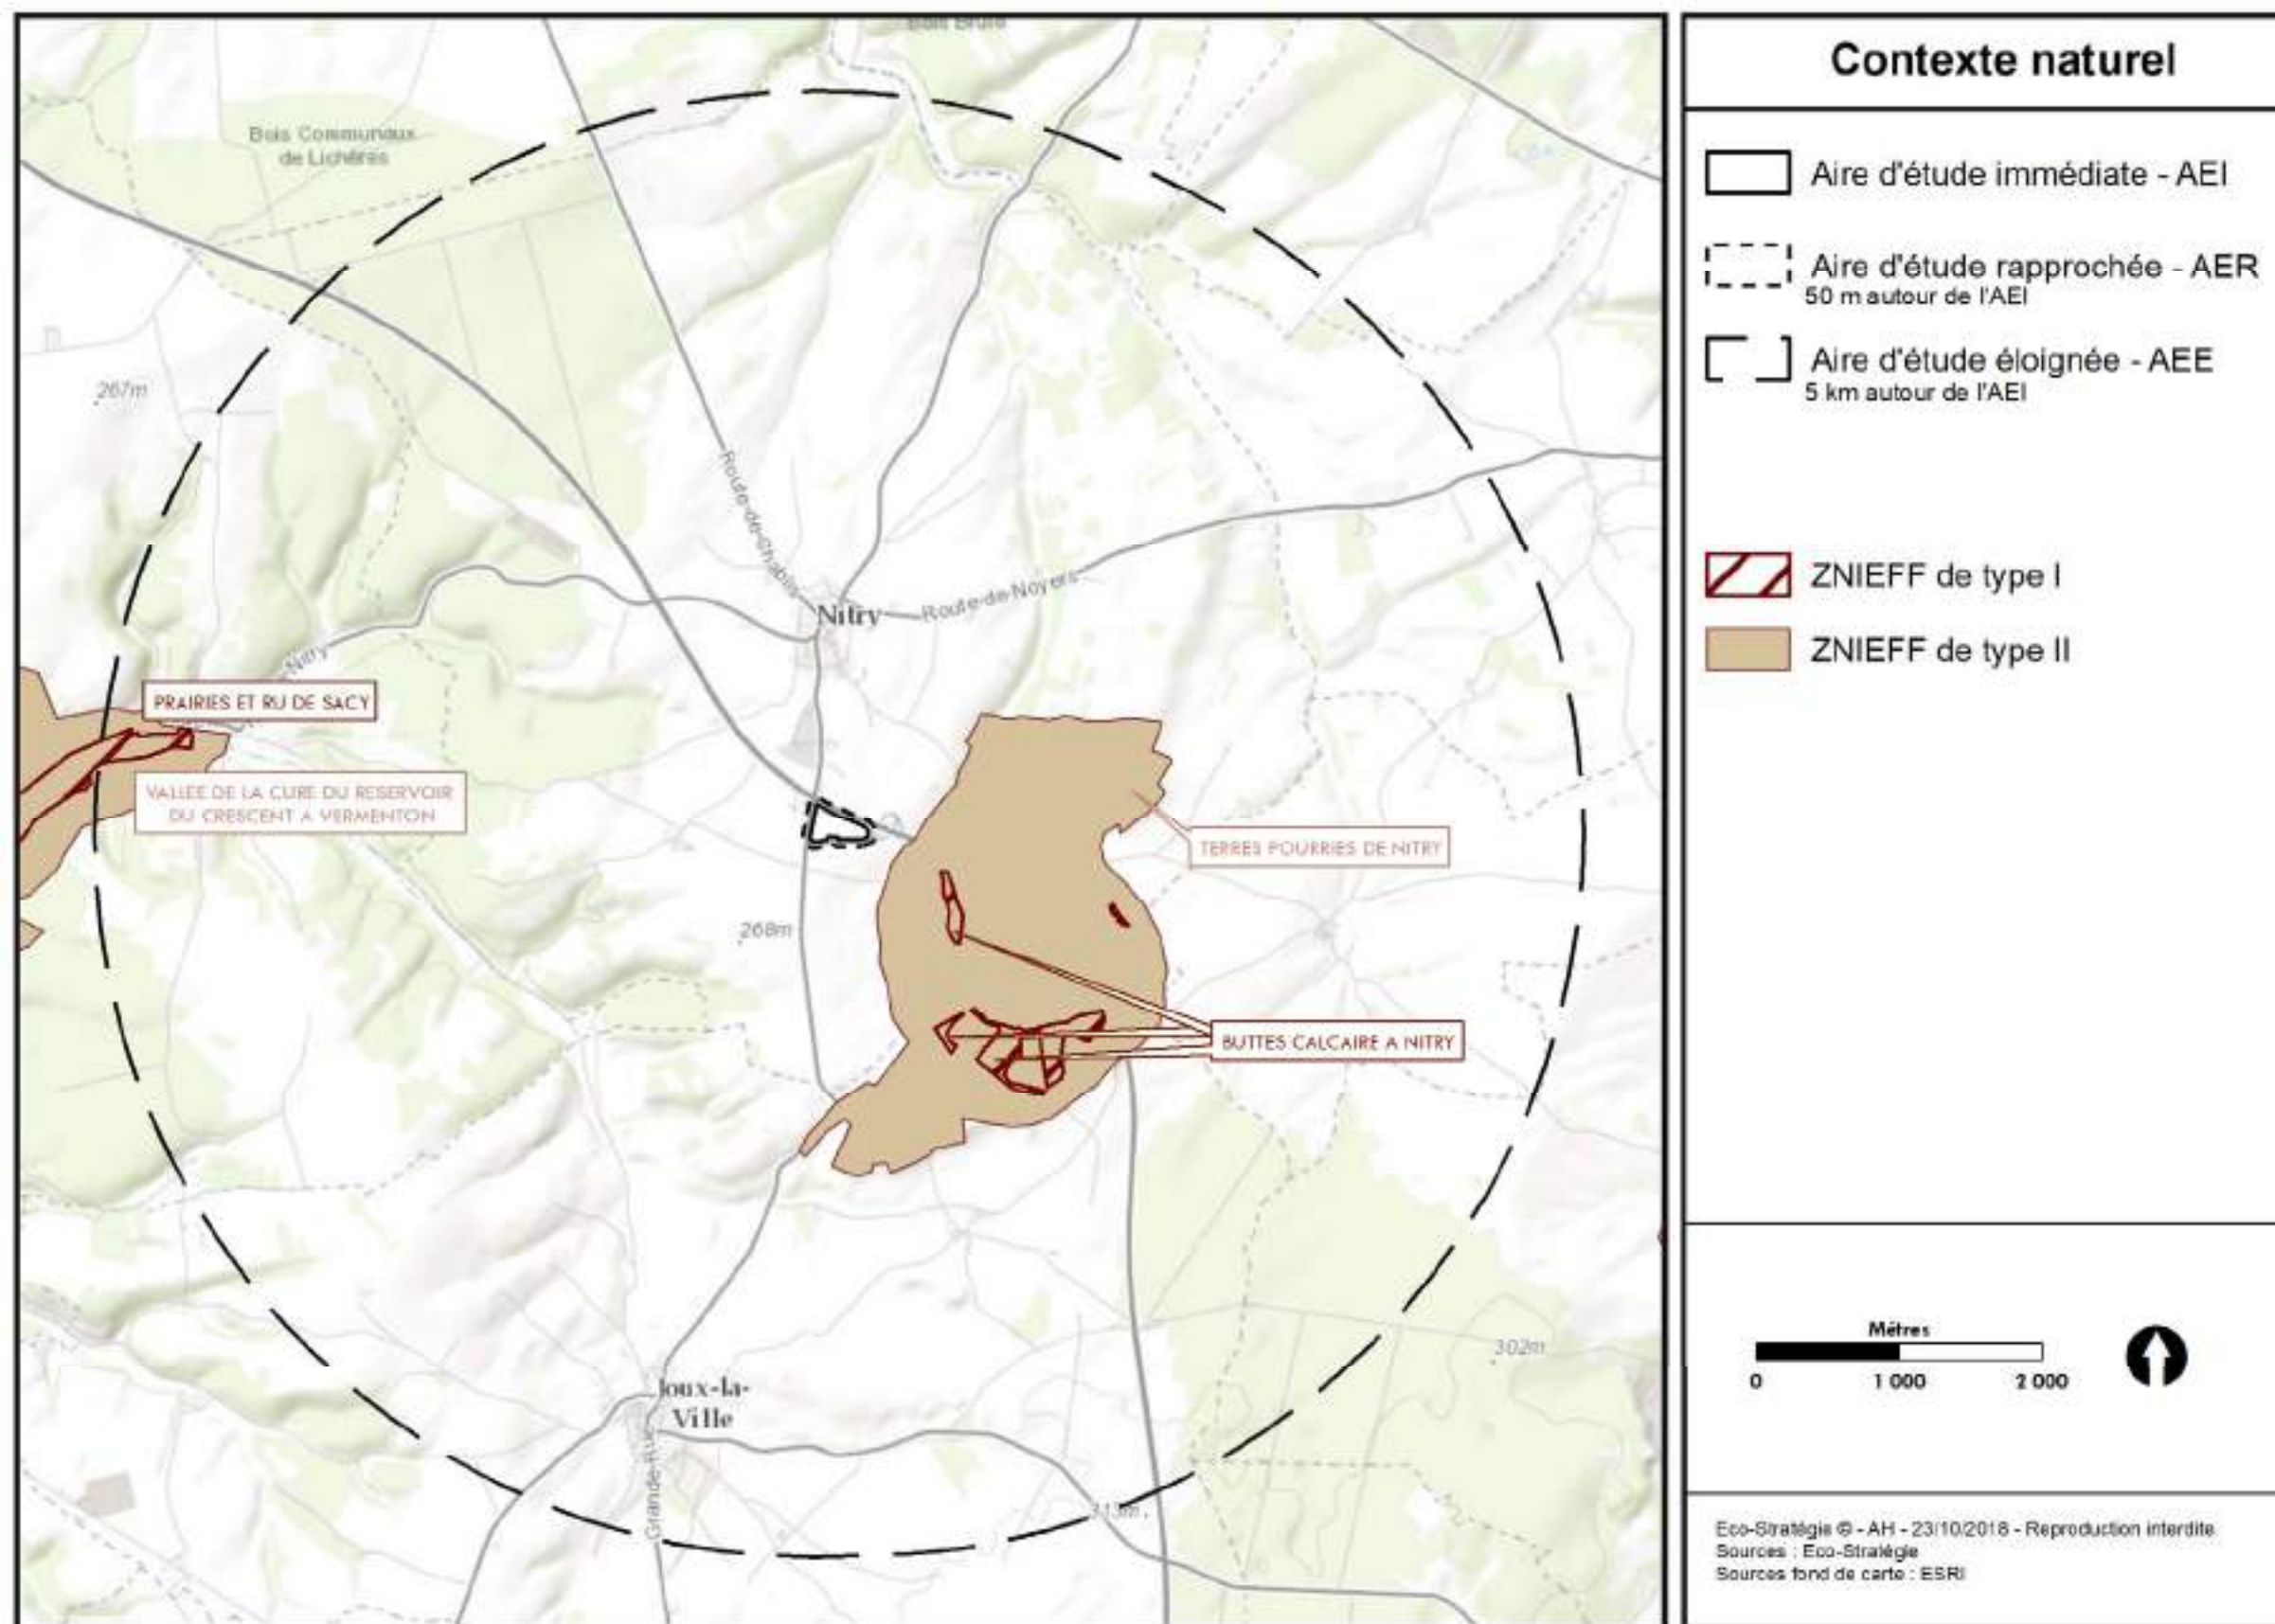 Bois Brûlé
Bois Communaux
de Lichères
267m
Route-de-Chablis
Nitry
Route-de-Noyers
Nitry
PRAIRIES ET RU DE SACY
VALLEE DE LA CURE DU RESERVOIR
DU CRESCENT A VERMENTON
TERRES POURRIES DE NITRY
268m
BUTTES CALCAIRE A NITRY
302m
Joux-la-
Ville
Grande-Rue
313m
Contexte naturel
Aire d'étude immédiate - AEI
Aire d'étude rapprochée - AER
50 m autour de l'AEI
Aire d'étude éloignée - AEE
5 km autour de l'AEI
ZNIEFF de type I
ZNIEFF de type II
Mètres
0 1 000 2 000
Eco-Stratégie © - AH - 23/10/2018 - Reproduction interdite
Sources : Eco-Stratégie
Sources fond de carte : ESRI